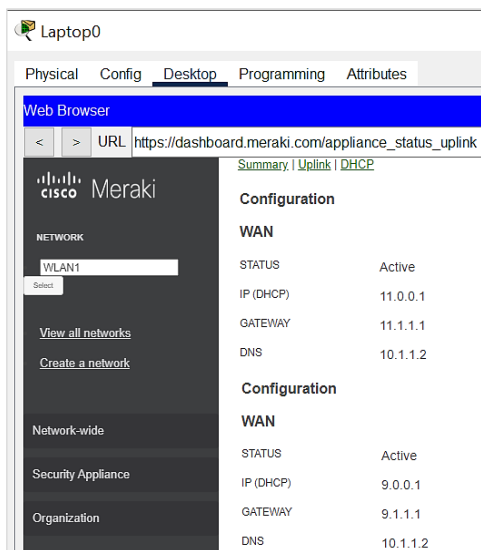 Laptop0
Physical Config Desktop Programming Attributes
Web Browser
< > URL https://dashboard.meraki.com/appliance_status_uplink
Summary | Uplink | DHCP
CISCO Meraki
NETWORK
WLAN1
Select
View all networks
Create a network
Network-wide
Security Appliance
Organization
Configuration
WAN
STATUS Active
IP (DHCP) 11.0.0.1
GATEWAY 11.1.1.1
DNS 10.1.1.2
Configuration
WAN
STATUS Active
IP (DHCP) 9.0.0.1
GATEWAY 9.1.1.1
DNS 10.1.1.2